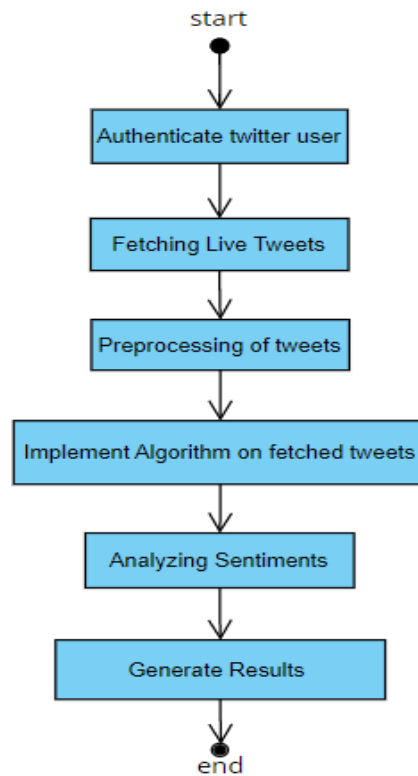 start
Authenticate twitter user
Fetching Live Tweets
Preprocessing of tweets
Implement Algorithm on fetched tweets
Analyzing Sentiments
Generate Results
end